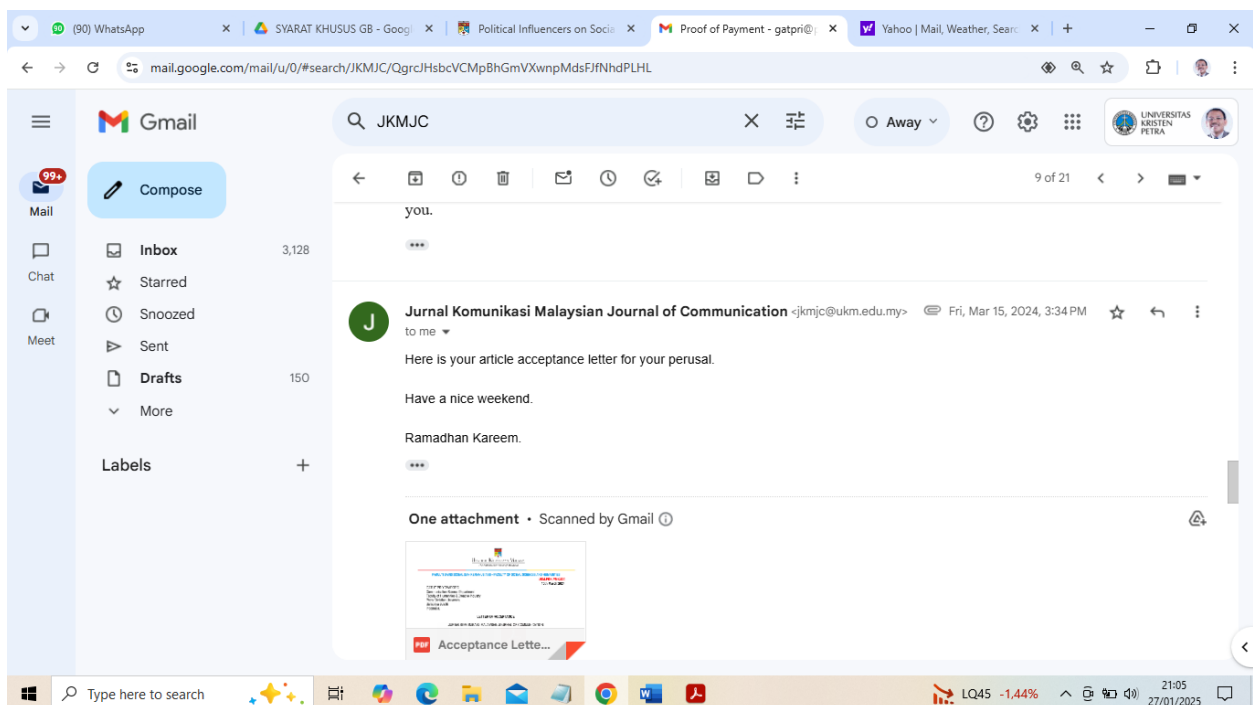 (90) WhatsApp
SYARAT KHUSUS GB - Googl
Political Influencers on Socia
Proof of Payment - gatpri@p
Yahoo | Mail, Weather, Searc
mail.google.com/mail/u/0/#search/JKMJC/QgrcJHsbcVCMpBhGmVXwnpMdsFJfNhdPLHL
Gmail
JKMJC
Away
UNIVERSITAS
KRISTEN
PETRA
99+
Mail
Compose
9 of 21
you.
Inbox 3,128
Chat
Starred
Snoozed
Jurnal Komunikasi Malaysian Journal of Communication <jkmjc@ukm.edu.my> Fri, Mar 15, 2024, 3:34 PM
to me
Meet
Sent
Here is your article acceptance letter for your perusal.
Drafts 150
Have a nice weekend.
More
Ramadhan Kareem.
Labels
One attachment • Scanned by Gmail
PDF Acceptance Lette...
Type here to search
LQ45 -1,44%
21:05
27/01/2025